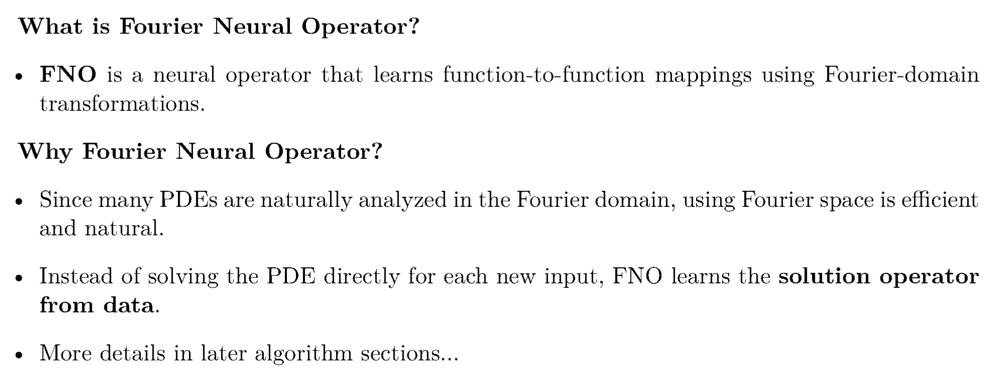 What is Fourier Neural Operator?
• FNO is a neural operator that learns function-to-function mappings using Fourier-domain
transformations.
Why Fourier Neural Operator?
• Since many PDEs are naturally analyzed in the Fourier domain, using Fourier space is efficient
and natural.
• Instead of solving the PDE directly for each new input, FNO learns the solution operator
from data.
• More details in later algorithm sections...